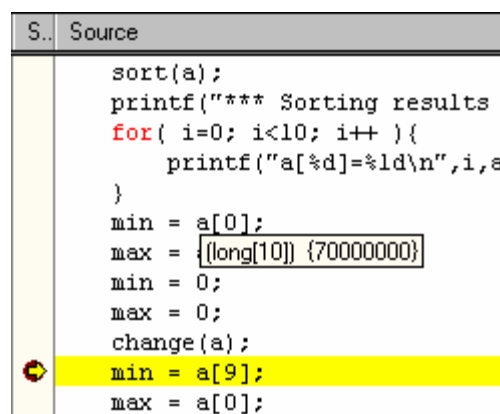 S.. Source
sort(a);
printf("*** Sorting results
for( i=0; i<10; i++ ){
printf("a[%d]=%ld\n",i,a
}
min = a[0];
max = (long[10]) {70000000}
min = 0;
max = 0;
change(a);
min = a[9];
max = a[0];